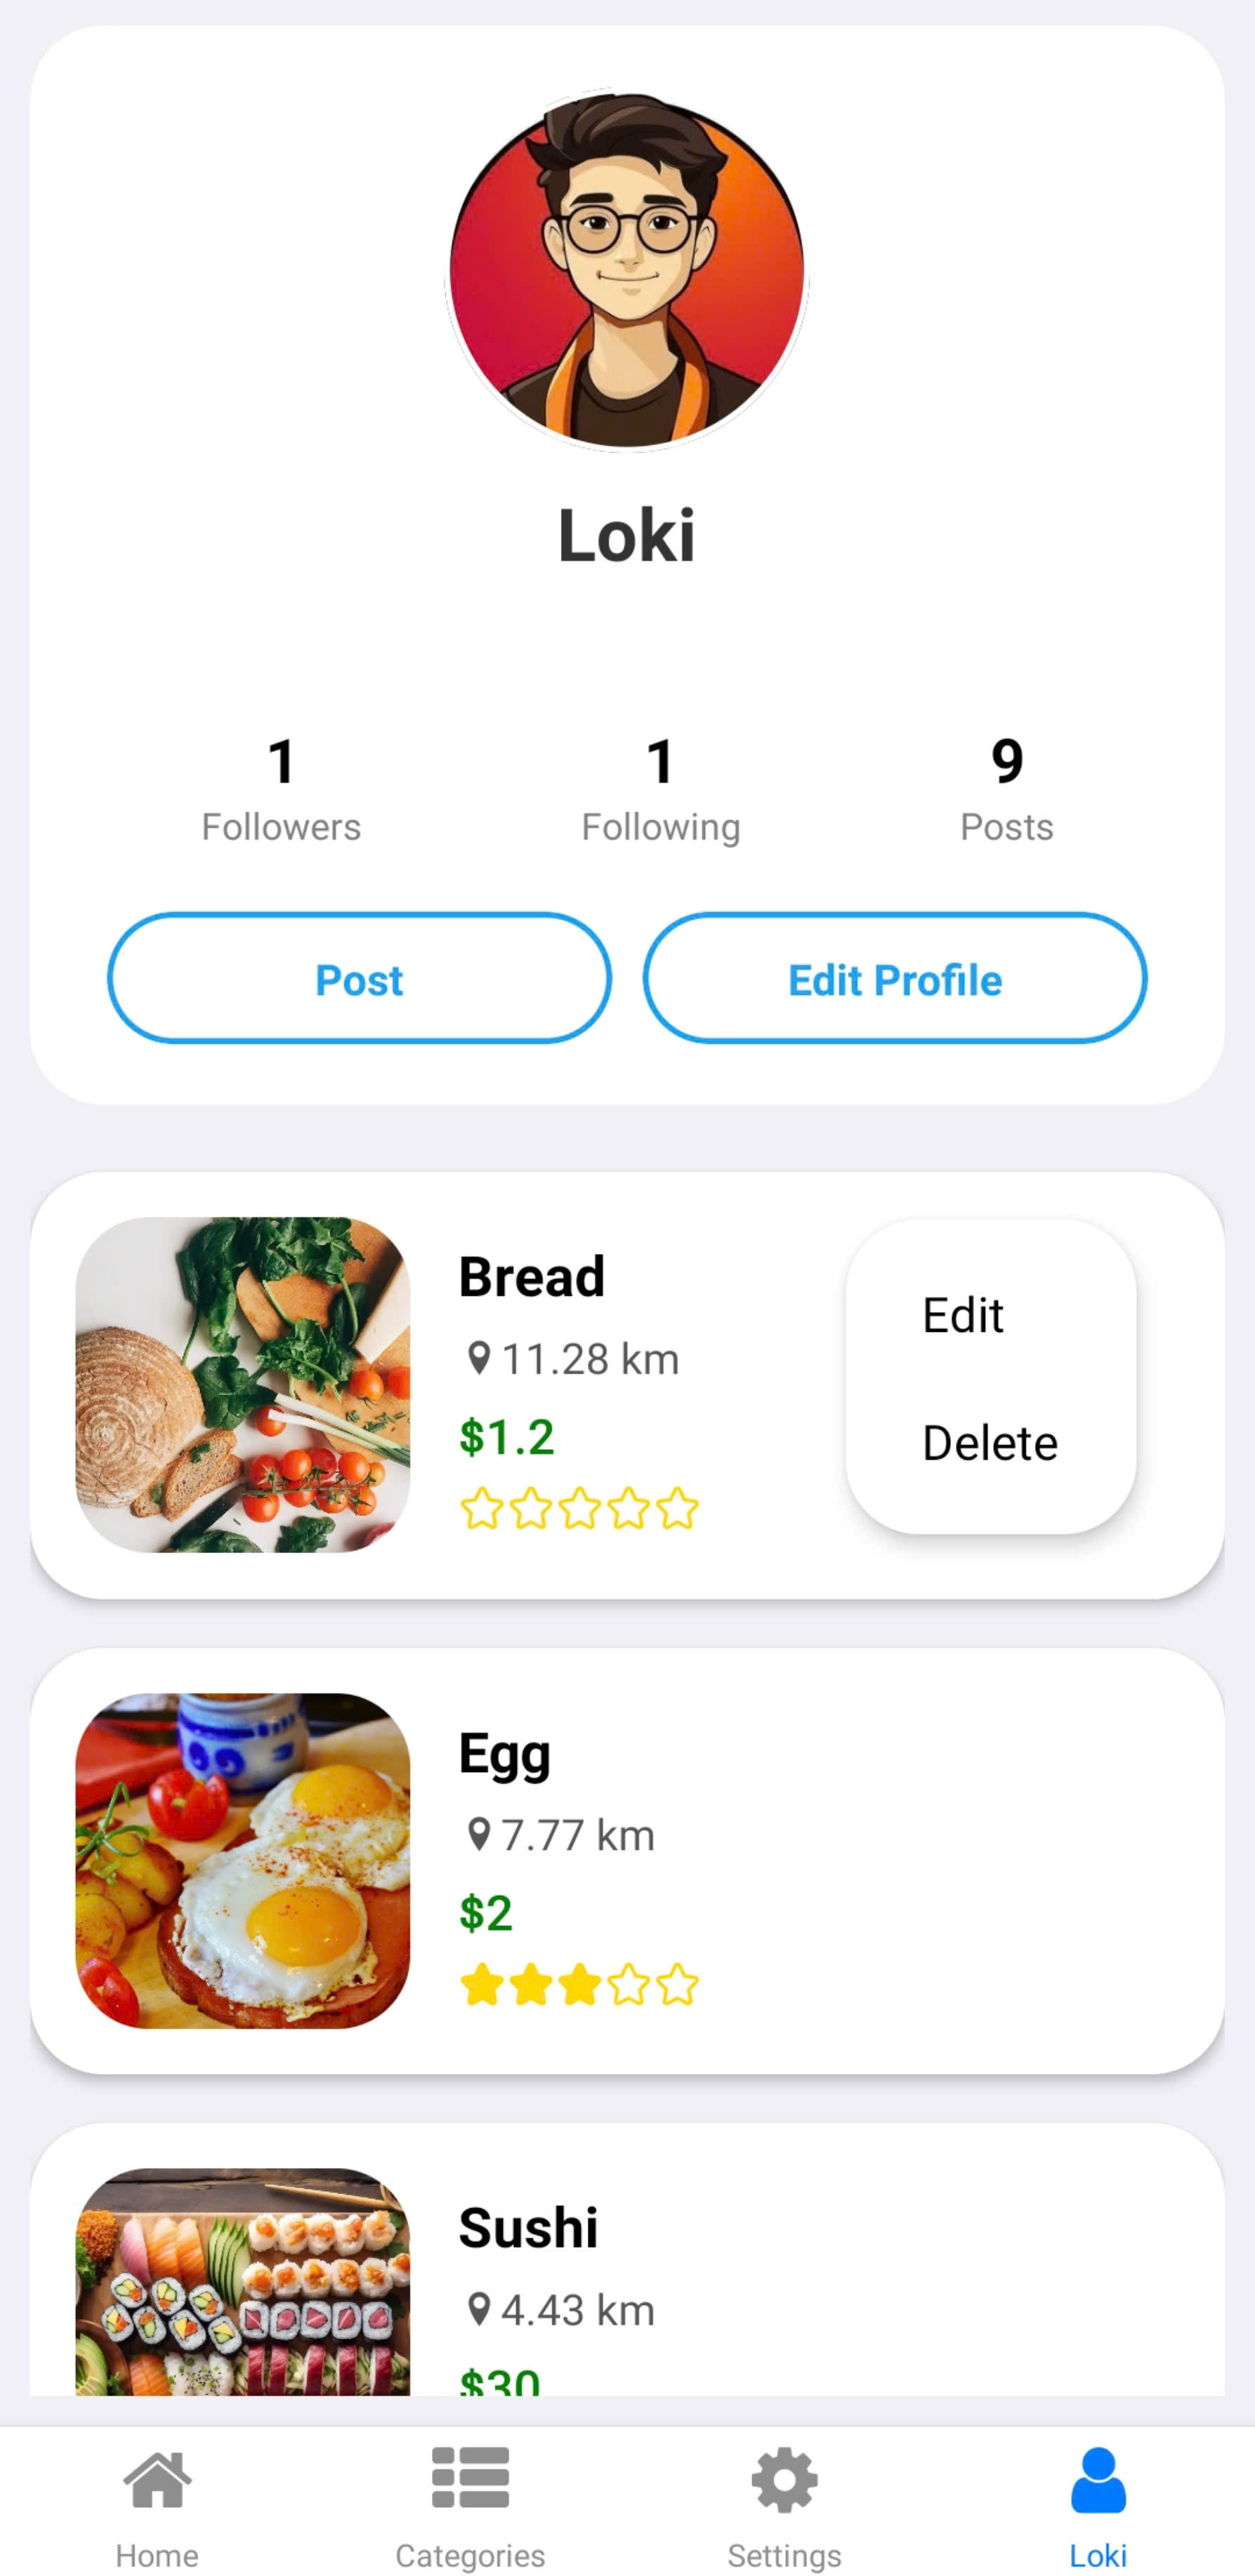 Loki
1 1 9
Followers Following Posts
Post Edit Profile
Bread
11.28 km
$1.2
Edit
Delete
Egg
7.77 km
$2
Sushi
4.43 km
$30
Home Categories Settings Loki